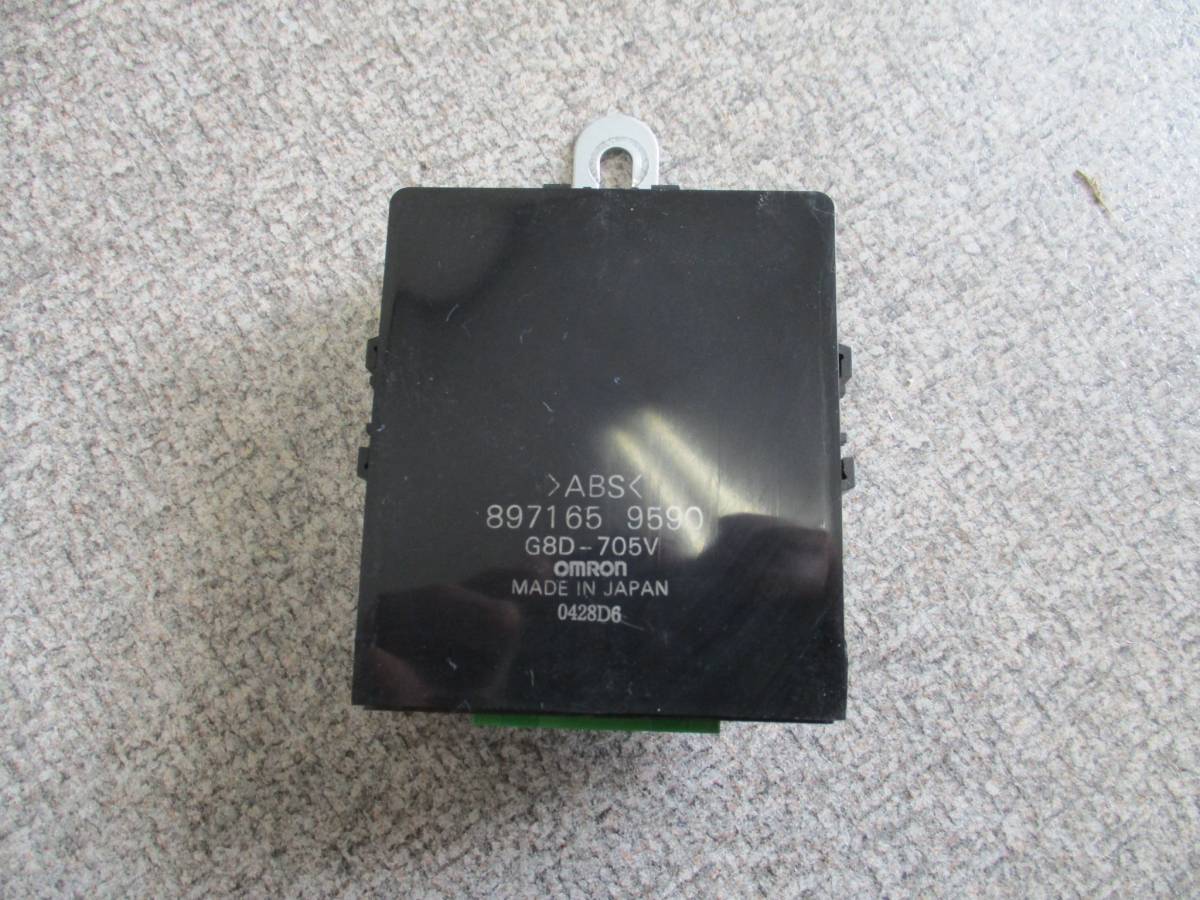 >ABS<
897165 9590
G8D-705V
OMRON
MADE IN JAPAN
0428D6